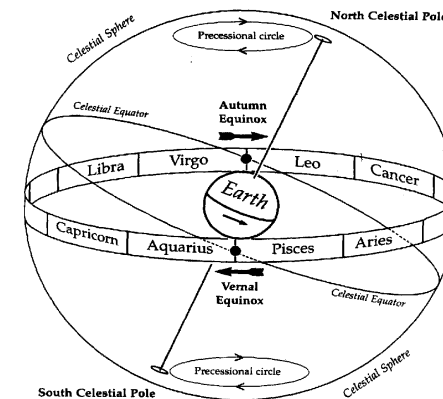 North Celestial Pole
Celestial Sphere
Precessional circle
Celestial Equator
Autumn
Equinox
Libra
Virgo
Leo
Cancer
Earth
Capricorn
Aquarius
Pisces
Aries
Vernal
Equinox
Celestial Equator
Precessional circle
Celestial Sphere
South Celestial Pole